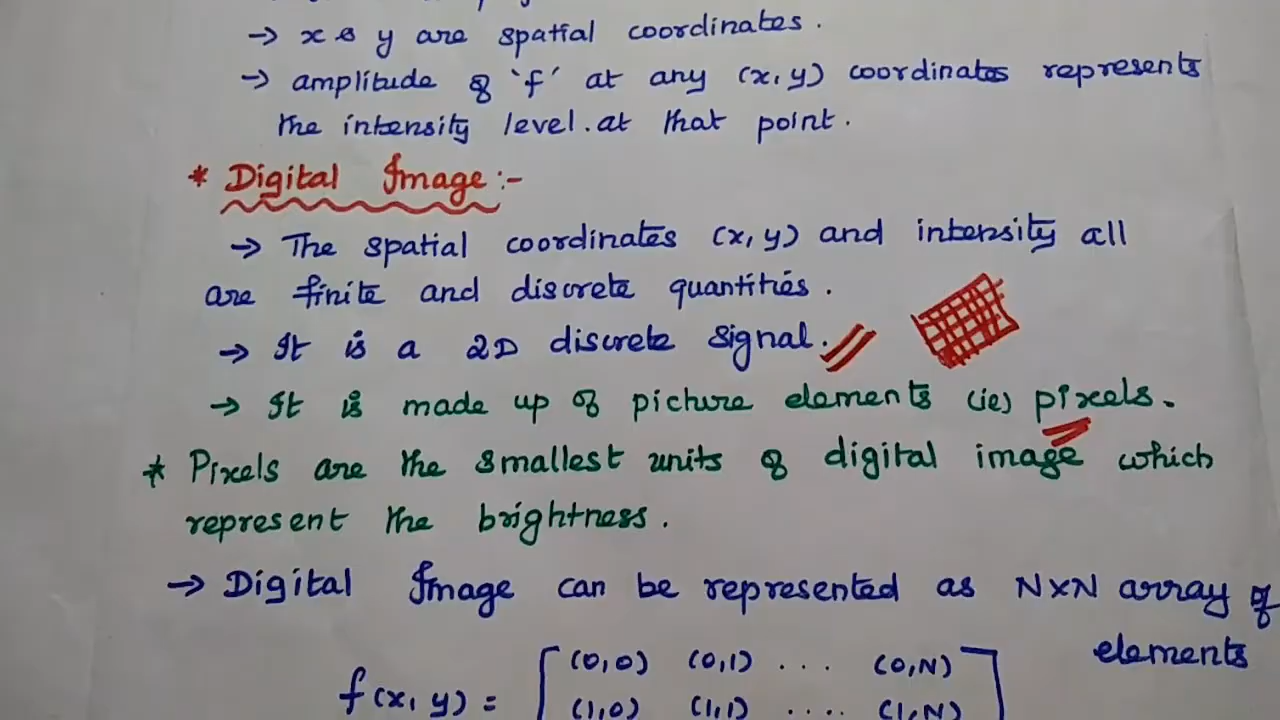 → x & y are spatial coordinates.
→ amplitude of 'f' at any (x,y) coordinates represents
the intensity level.at that point.
* Digital Image :-
→ The spatial coordinates (x,y) and intensity all
are finite and discrete quantities.
→ It is a 2D discrete signal.
→ It is made up of picture elements (ie) pixels.
* Pixels are the smallest units of digital image which
represent the brightness.
→ Digital Image can be represented as NxN array of
elements
f(x,y) = [ (0,0) (0,1) .... (0,N) ]
(1,0) (1,1) .... (1,N)